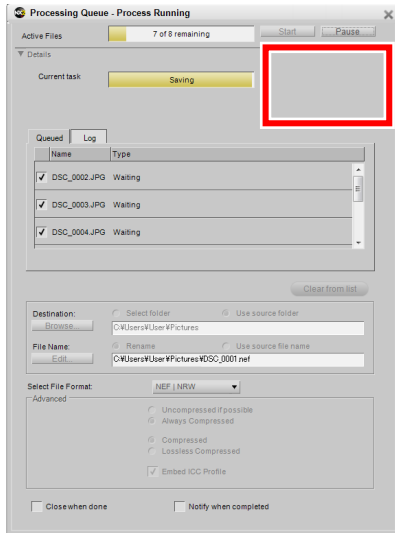 Processing Queue - Process Running
Active Files
7 of 8 remaining
Start
Pause
Details
Current task
Saving
Queued
Log
Name
Type
DSC_0002.JPG
Waiting
DSC_0003.JPG
Waiting
DSC_0004.JPG
Waiting
Clear from list
Destination:
Select folder
Use source folder
Browse...
C:¥Users¥User¥Pictures
File Name:
Rename
Use source file name
Edit...
C:¥Users¥User¥Pictures¥DSC_0001.nef
Select File Format:
NEF | NRW
Advanced
Uncompressed if possible
Always Compressed
Compressed
Lossless Compressed
Embed ICC Profile
Close when done
Notify when completed